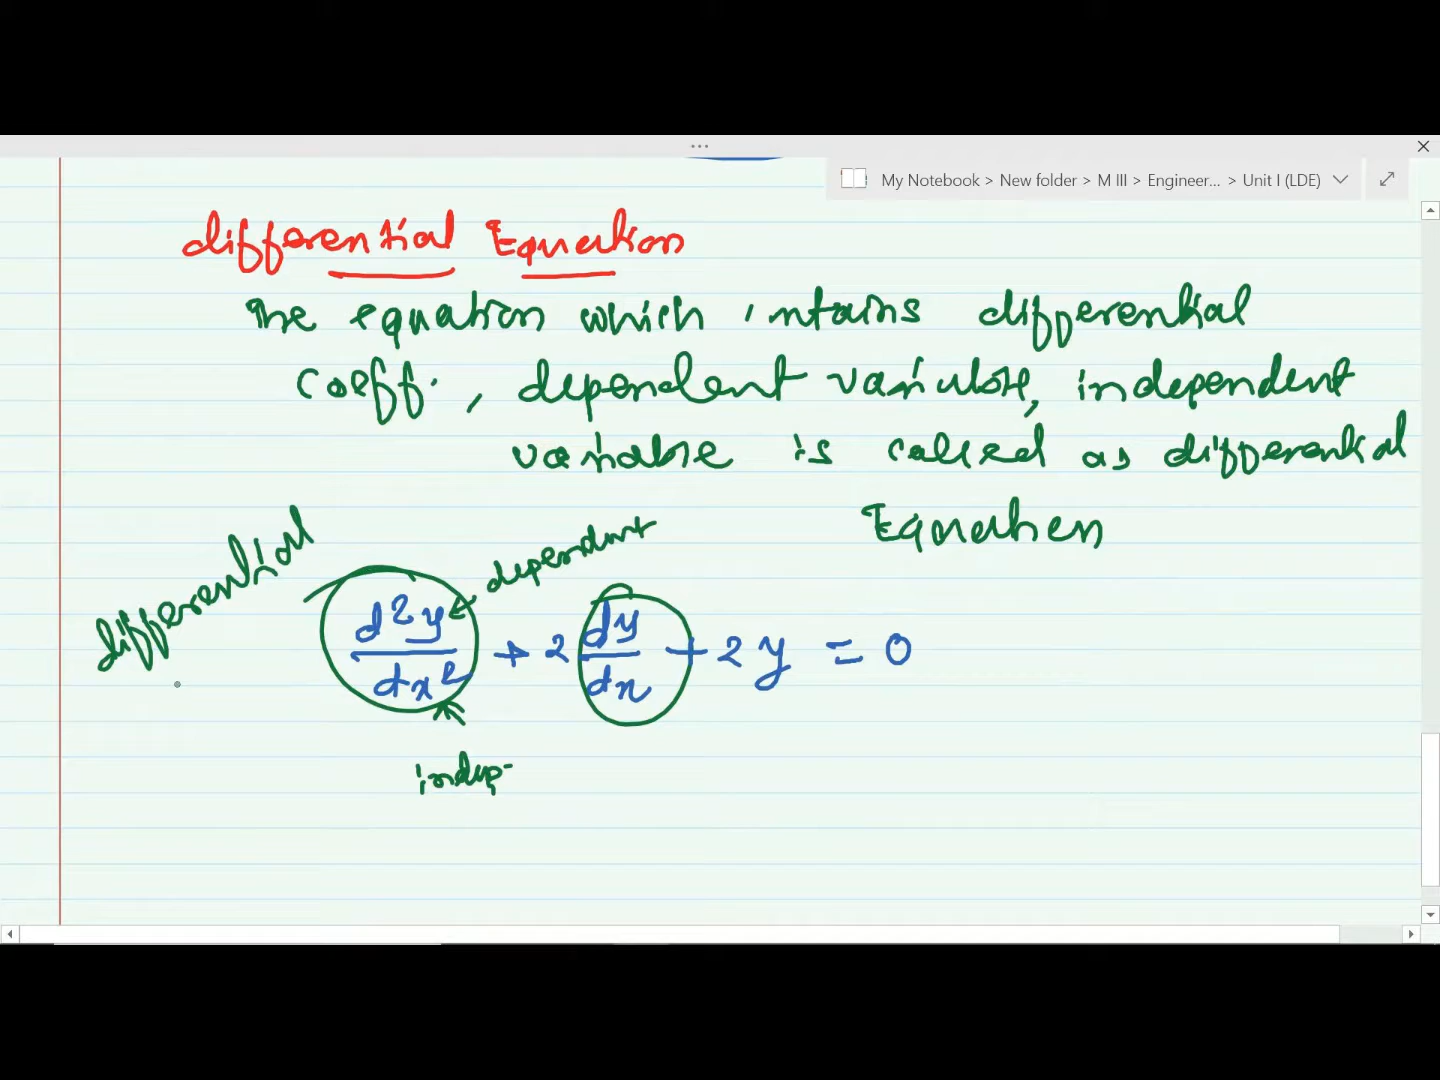 ...
My Notebook > New folder > M III > Engineer... > Unit I (LDE)
differential Equation
The equation which intains differential
coeff. , dependent variable, independent
variable is called as differential
Equation
differential
dependent
d²y/dx² + 2 dy/dx + 2y = 0
indep